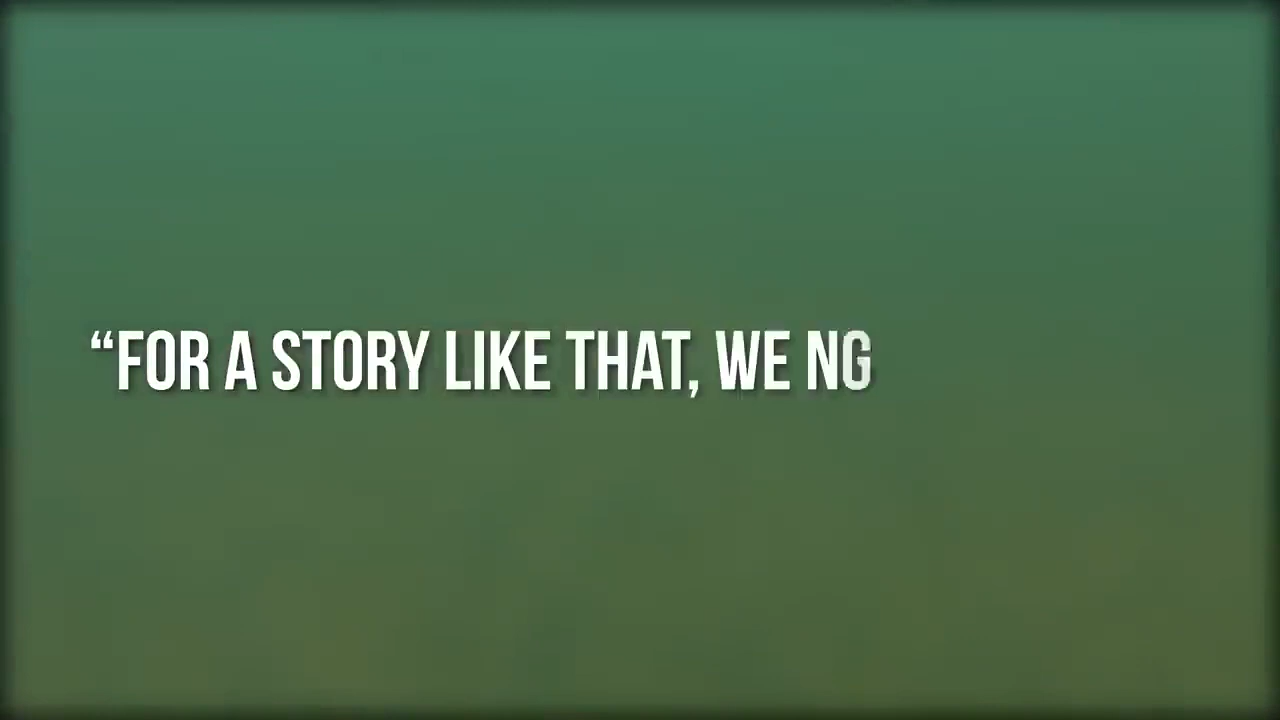 “FOR A STORY LIKE THAT, WE NG